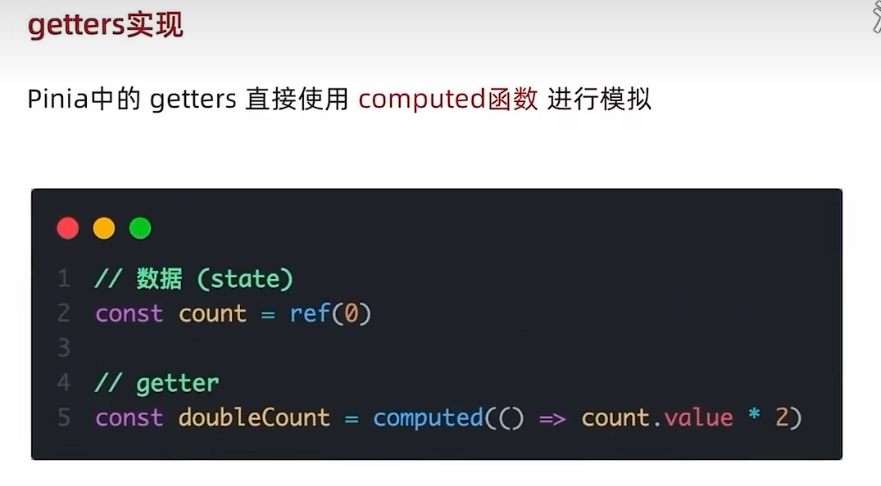 getters实现
Pinia中的 getters 直接使用 computed函数 进行模拟
1 // 数据 (state)
2 const count = ref(0)
3
4 // getter
5 const doubleCount = computed(() => count.value * 2)